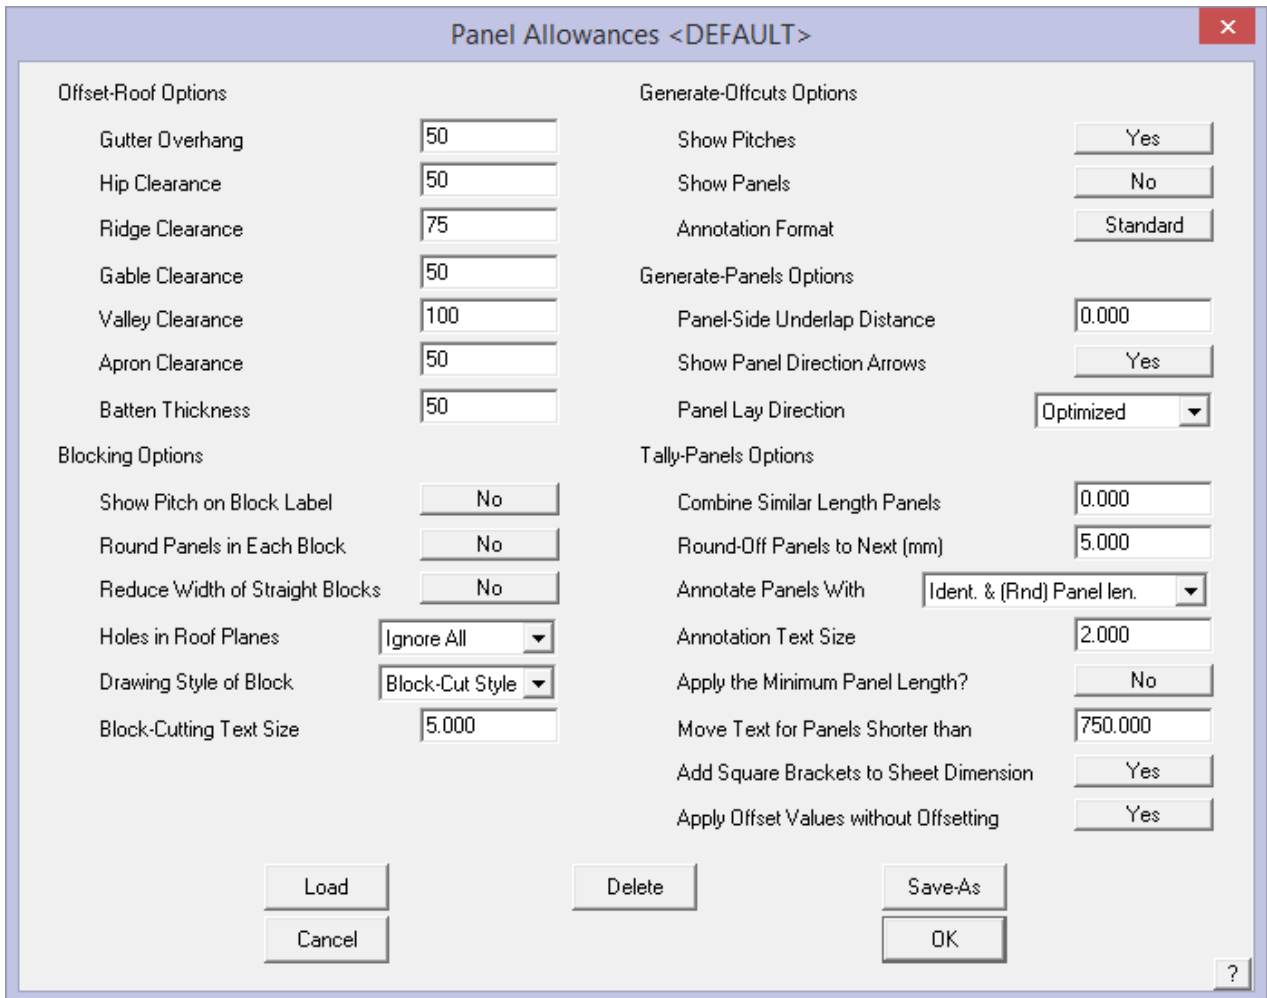 Panel Allowances <DEFAULT>
x
Offset-Roof Options
Gutter Overhang 50
Hip Clearance 50
Ridge Clearance 75
Gable Clearance 50
Valley Clearance 100
Apron Clearance 50
Batten Thickness 50
Blocking Options
Show Pitch on Block Label No
Round Panels in Each Block No
Reduce Width of Straight Blocks No
Holes in Roof Planes Ignore All
Drawing Style of Block Block-Cut Style
Block-Cutting Text Size 5.000
Generate-Offcuts Options
Show Pitches Yes
Show Panels No
Annotation Format Standard
Generate-Panels Options
Panel-Side Underlap Distance 0.000
Show Panel Direction Arrows Yes
Panel Lay Direction Optimized
Tally-Panels Options
Combine Similar Length Panels 0.000
Round-Off Panels to Next (mm) 5.000
Annotate Panels With Ident. & (Rnd) Panel len.
Annotation Text Size 2.000
Apply the Minimum Panel Length? No
Move Text for Panels Shorter than 750.000
Add Square Brackets to Sheet Dimension Yes
Apply Offset Values without Offsetting Yes
Load Delete Save-As
Cancel OK
?